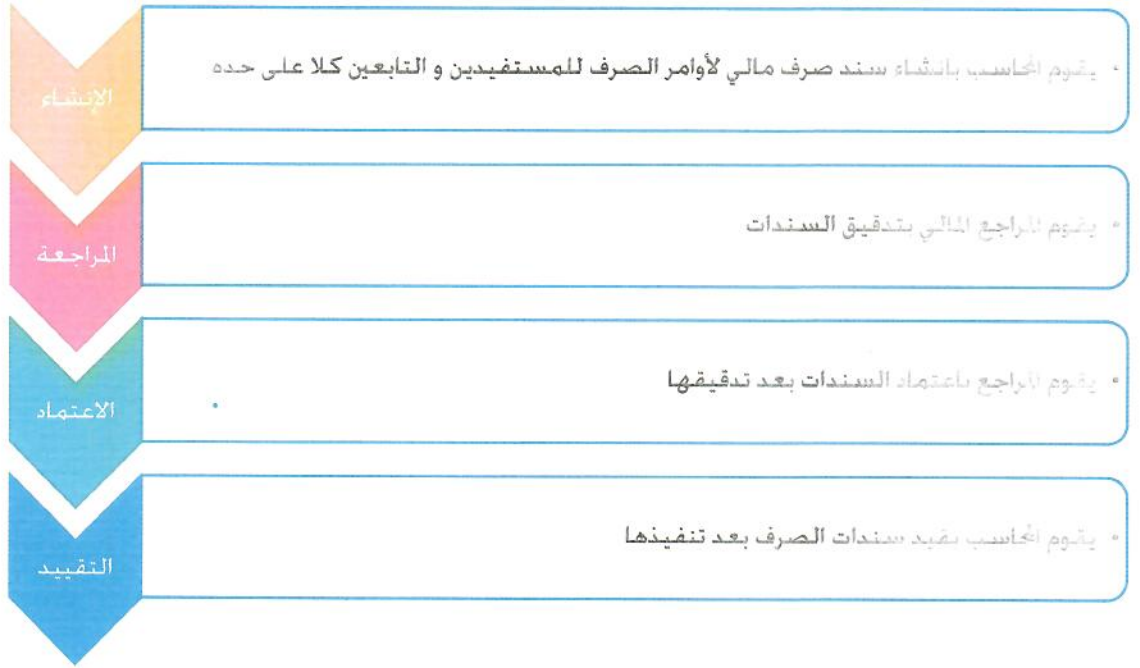 الإنشاء
يقوم المحاسب بانشاء سند صرف مالي لأوامر الصرف للمستفيدين و التابعين كلا على حده
المراجعة
يقوم المراجع المالي بتدقيق السندات
الاعتماد
يقوم المراجع باعتماد السندات بعد تدقيقها
التقييد
يقوم المحاسب بقيد سندات الصرف بعد تنفيذها